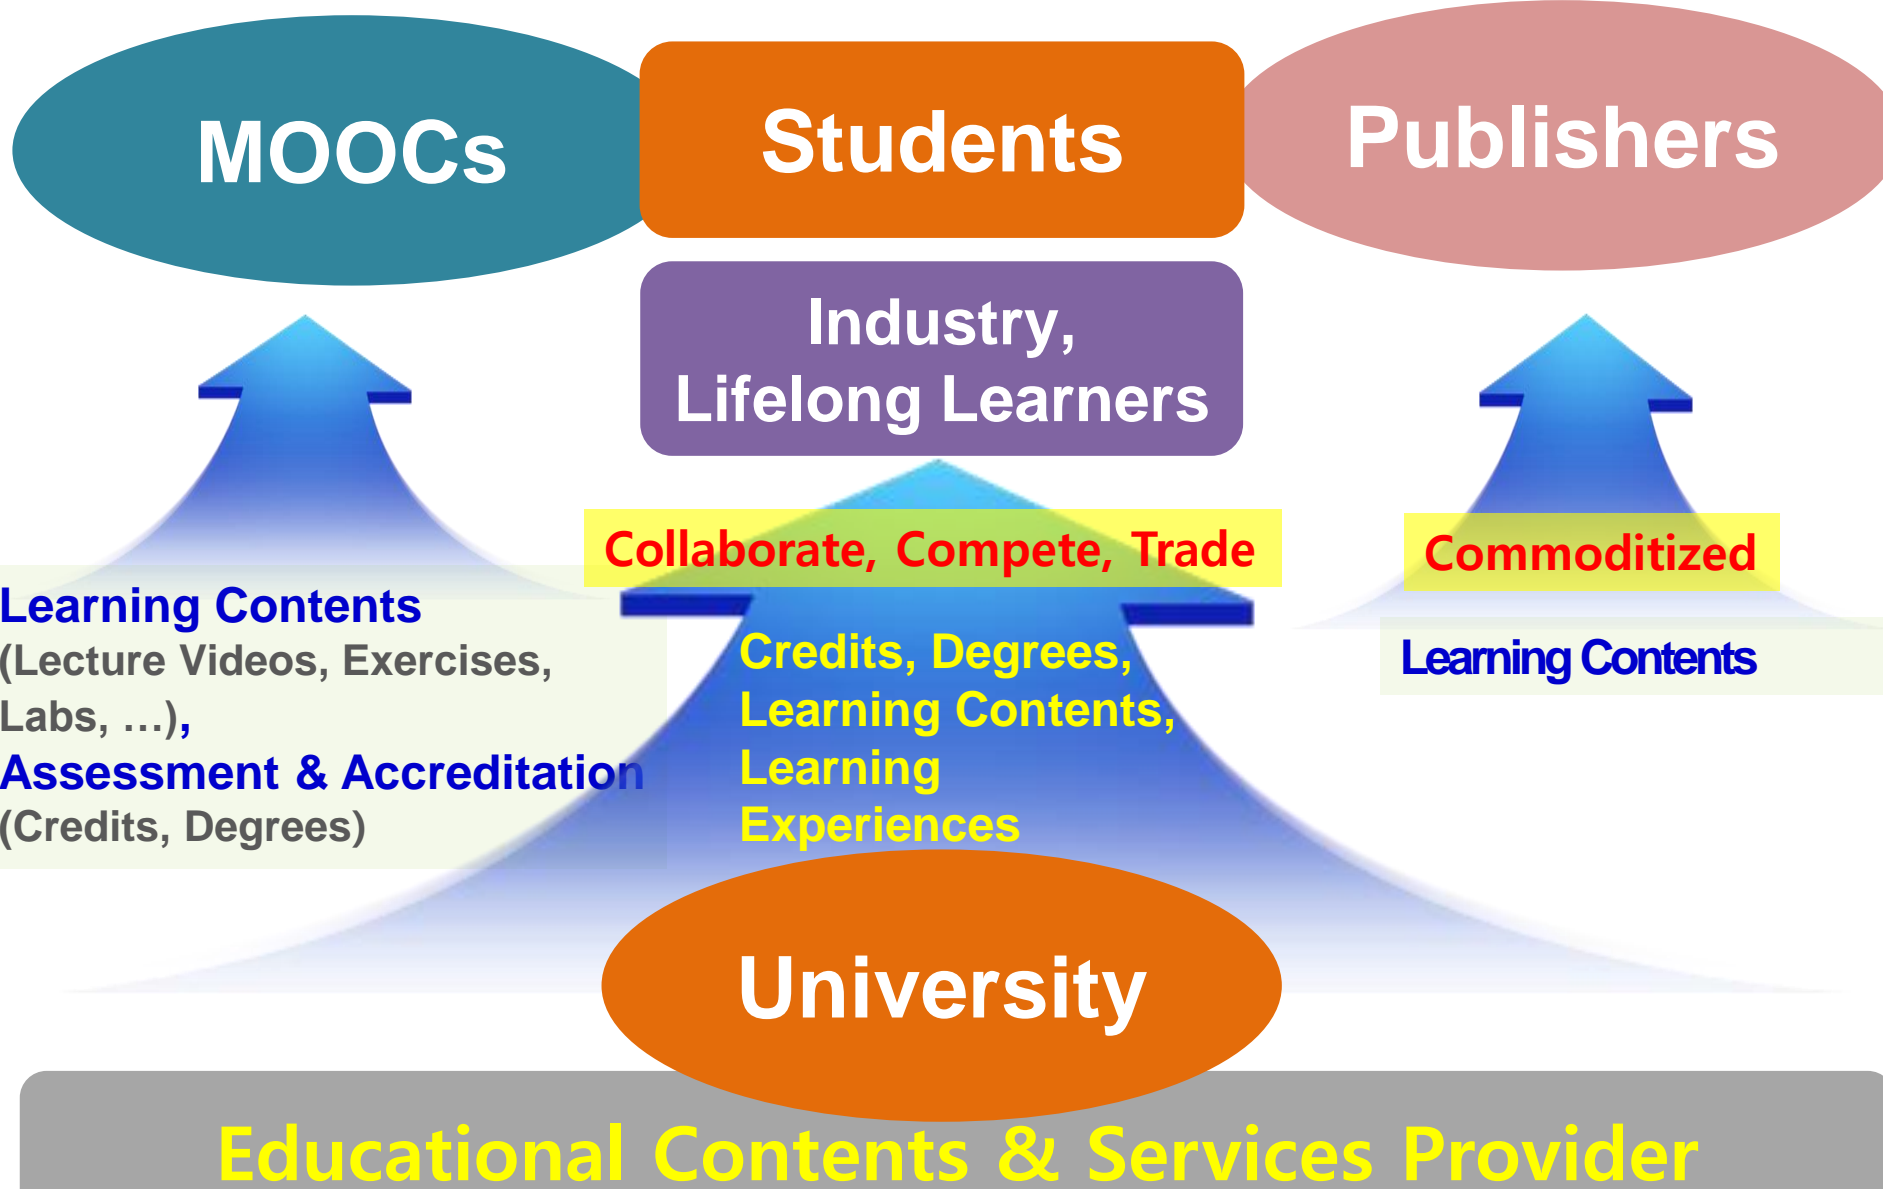 MOOCs
Students
Publishers
Industry,
Lifelong Learners
Collaborate, Compete, Trade
Commoditized
Learning Contents
(Lecture Videos, Exercises,
Labs, …),
Assessment & Accreditation
(Credits, Degrees)
Credits, Degrees,
Learning Contents,
Learning
Experiences
Learning Contents
University
Educational Contents & Services Provider